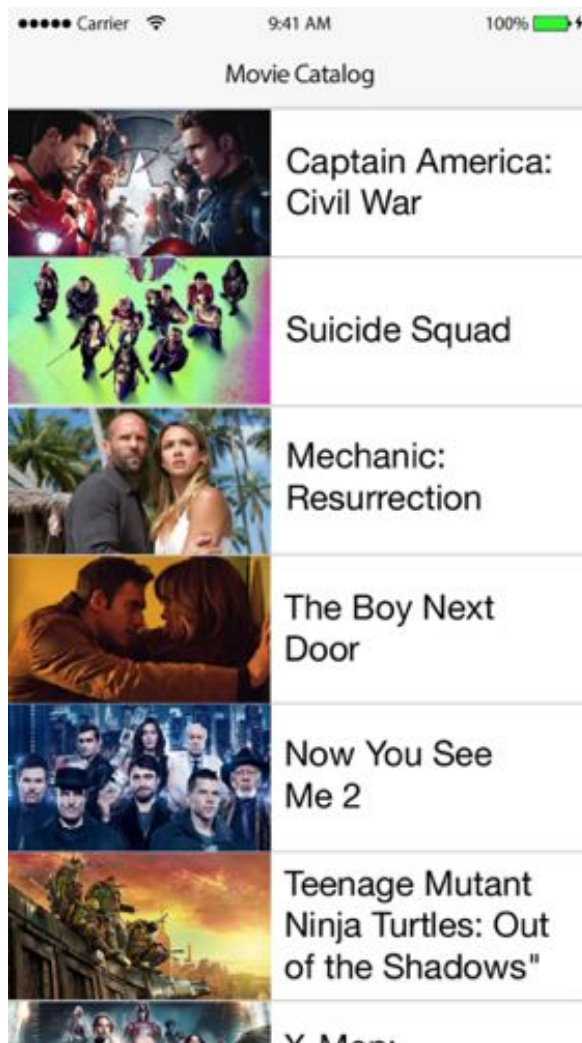 Carrier 9:41 AM 100%
Movie Catalog
Captain America:
Civil War
Suicide Squad
Mechanic:
Resurrection
The Boy Next
Door
Now You See
Me 2
Teenage Mutant
Ninja Turtles: Out
of the Shadows"
X-Men: